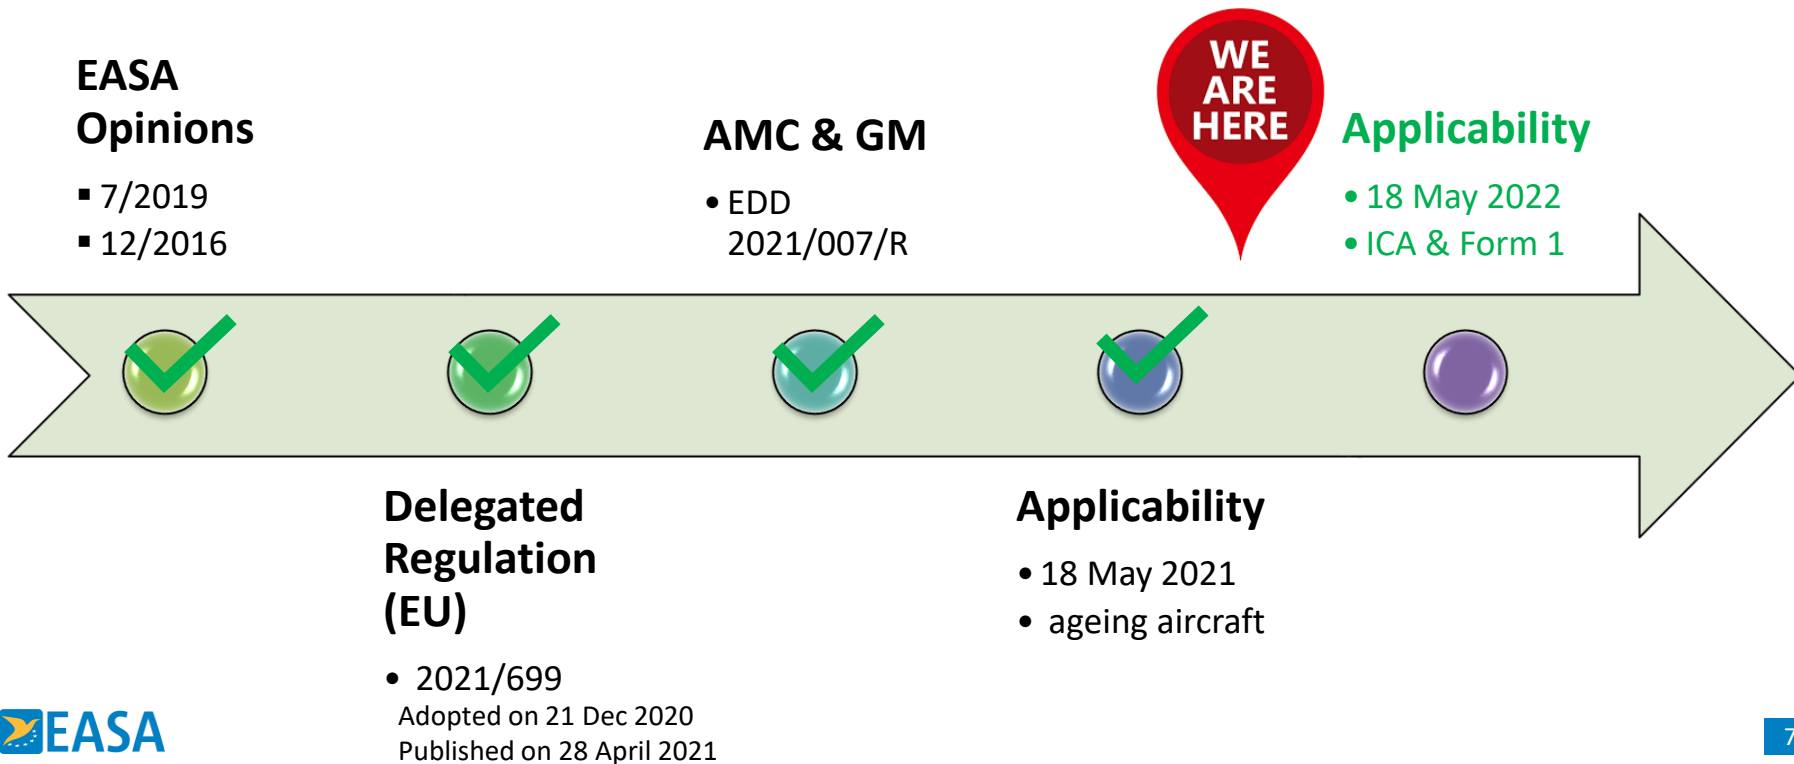 EASA
Opinions
▪ 7/2019
▪ 12/2016
Delegated
Regulation
(EU)
• 2021/699
Adopted on 21 Dec 2020
Published on 28 April 2021
AMC & GM
• EDD
2021/007/R
Applicability
• 18 May 2021
• ageing aircraft
WE
ARE
HERE
Applicability
• 18 May 2022
• ICA & Form 1
EASA
7